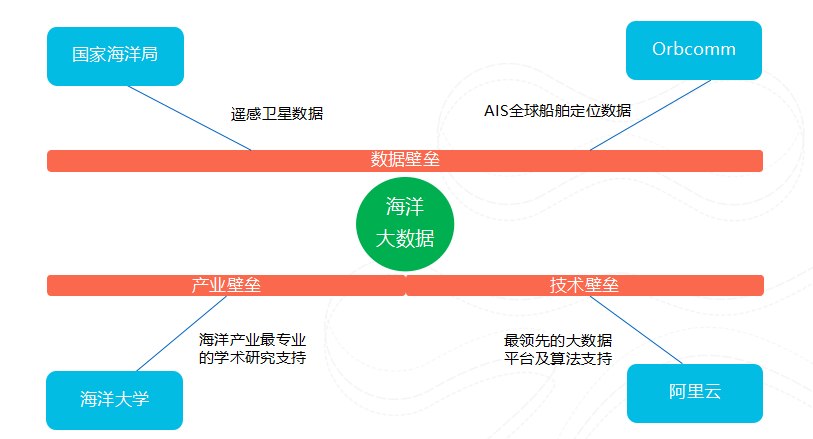 国家海洋局
Orbcomm
遥感卫星数据
AIS全球船舶定位数据
数据壁垒
海洋
大数据
产业壁垒
技术壁垒
海洋产业最专业
的学术研究支持
最领先的大数据
平台及算法支持
海洋大学
阿里云